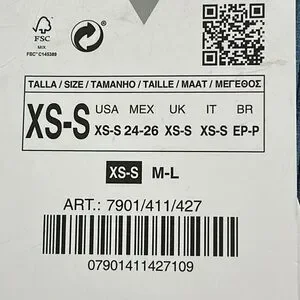 FSC
MIX
FSC® C145389
TALLA / SIZE / TAMANHO / TAILLE / MAAT / ΜΕΓΕΘΟΣ
XS-S
USA MEX UK IT BR
XS-S 24-26 XS-S XS-S EP-P
XS-S M-L
ART.: 7901/411/427
07901411427109